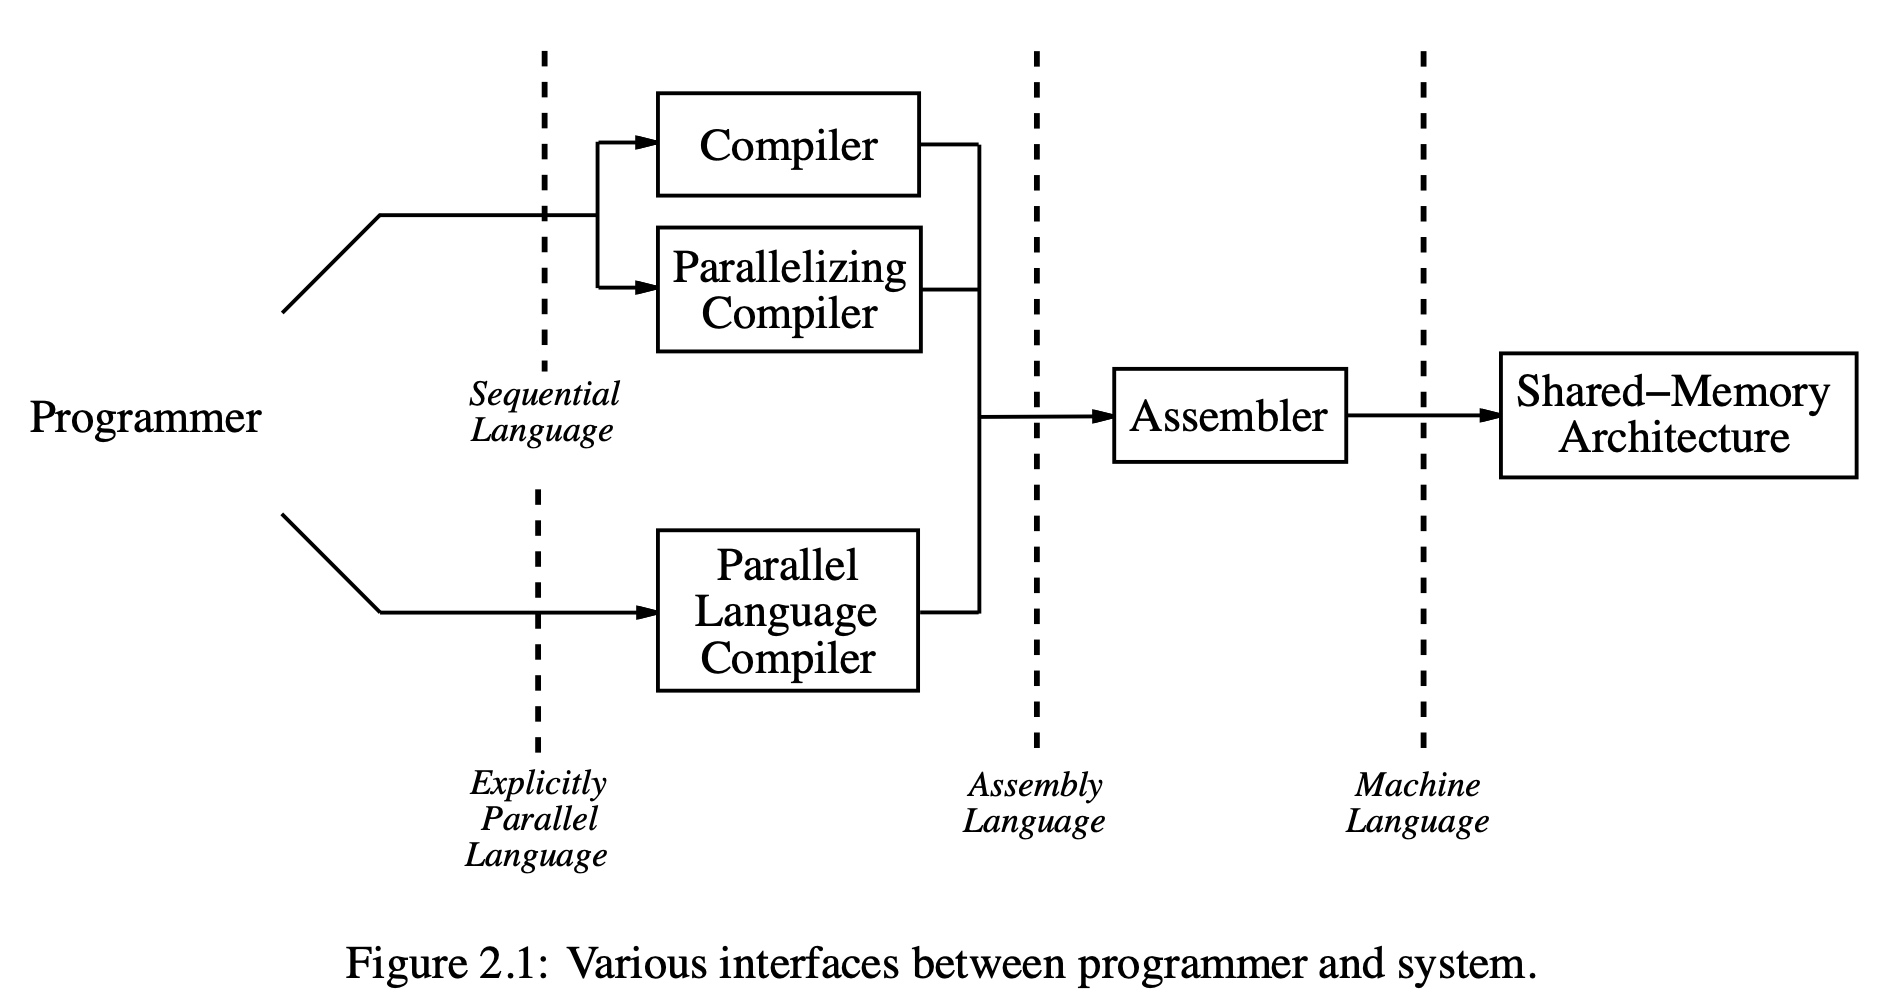 Compiler
Parallelizing
Compiler
Sequential
Language
Programmer
Assembler
Shared–Memory
Architecture
Parallel
Language
Compiler
Explicitly
Parallel
Language
Assembly
Language
Machine
Language
Figure 2.1: Various interfaces between programmer and system.